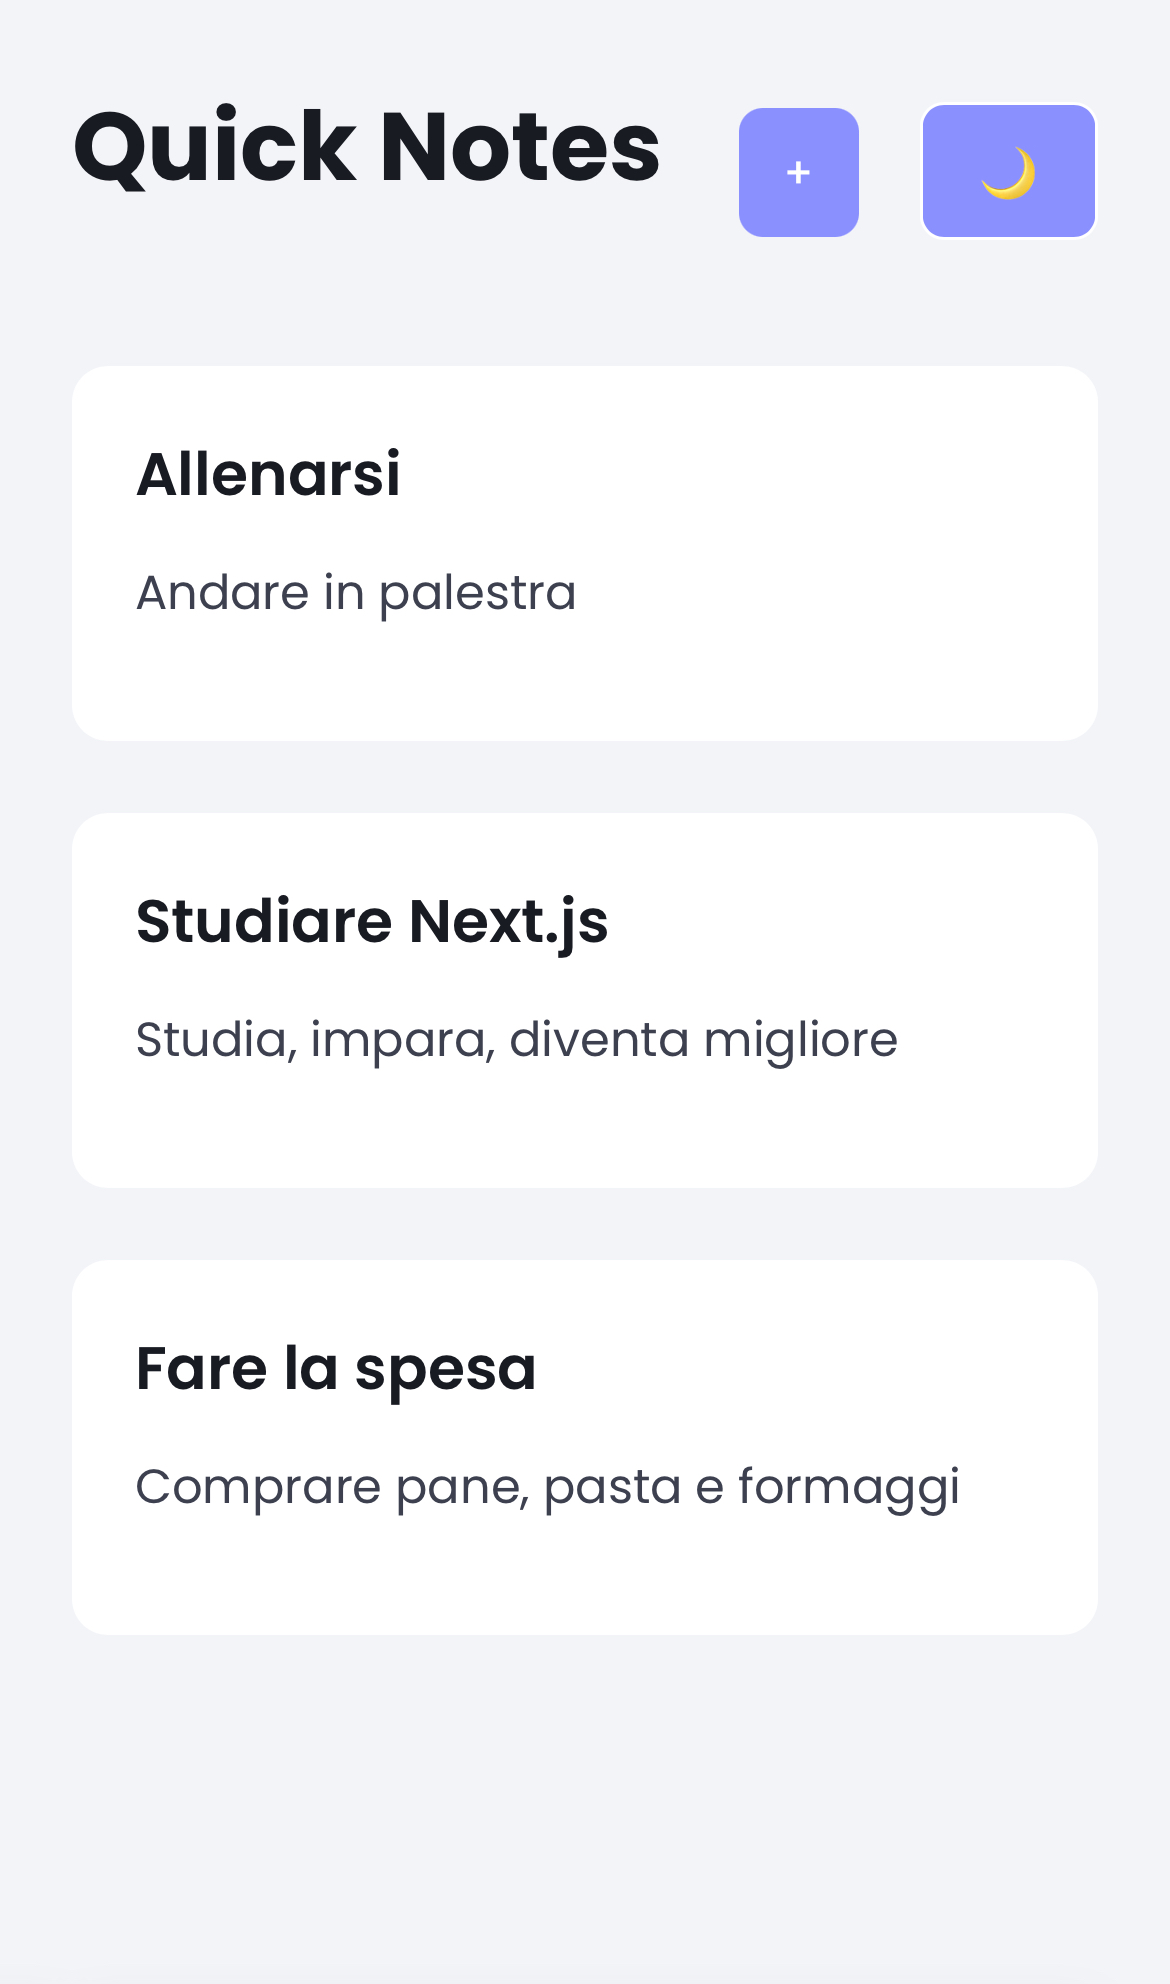 Quick Notes + 🌙
Allenarsi
Andare in palestra
Studiare Next.js
Studia, impara, diventa migliore
Fare la spesa
Comprare pane, pasta e formaggi